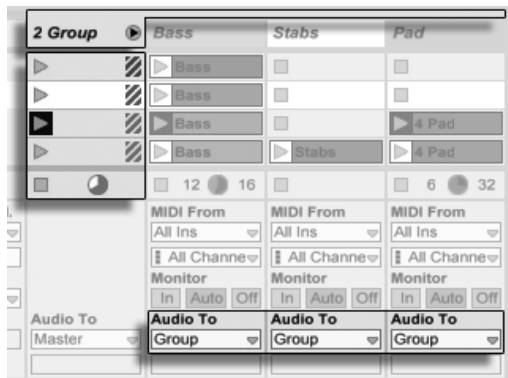 2 Group Bass Stabs Pad
Bass
Bass
Bass 4 Pad
Bass Stabs 4 Pad
12 16 6 32
MIDI From MIDI From MIDI From
All Ins All Ins All Ins
All Channe All Channe All Channe
Monitor Monitor Monitor
In Auto Off In Auto Off In Auto Off
Audio To Audio To Audio To Audio To
Master Group Group Group